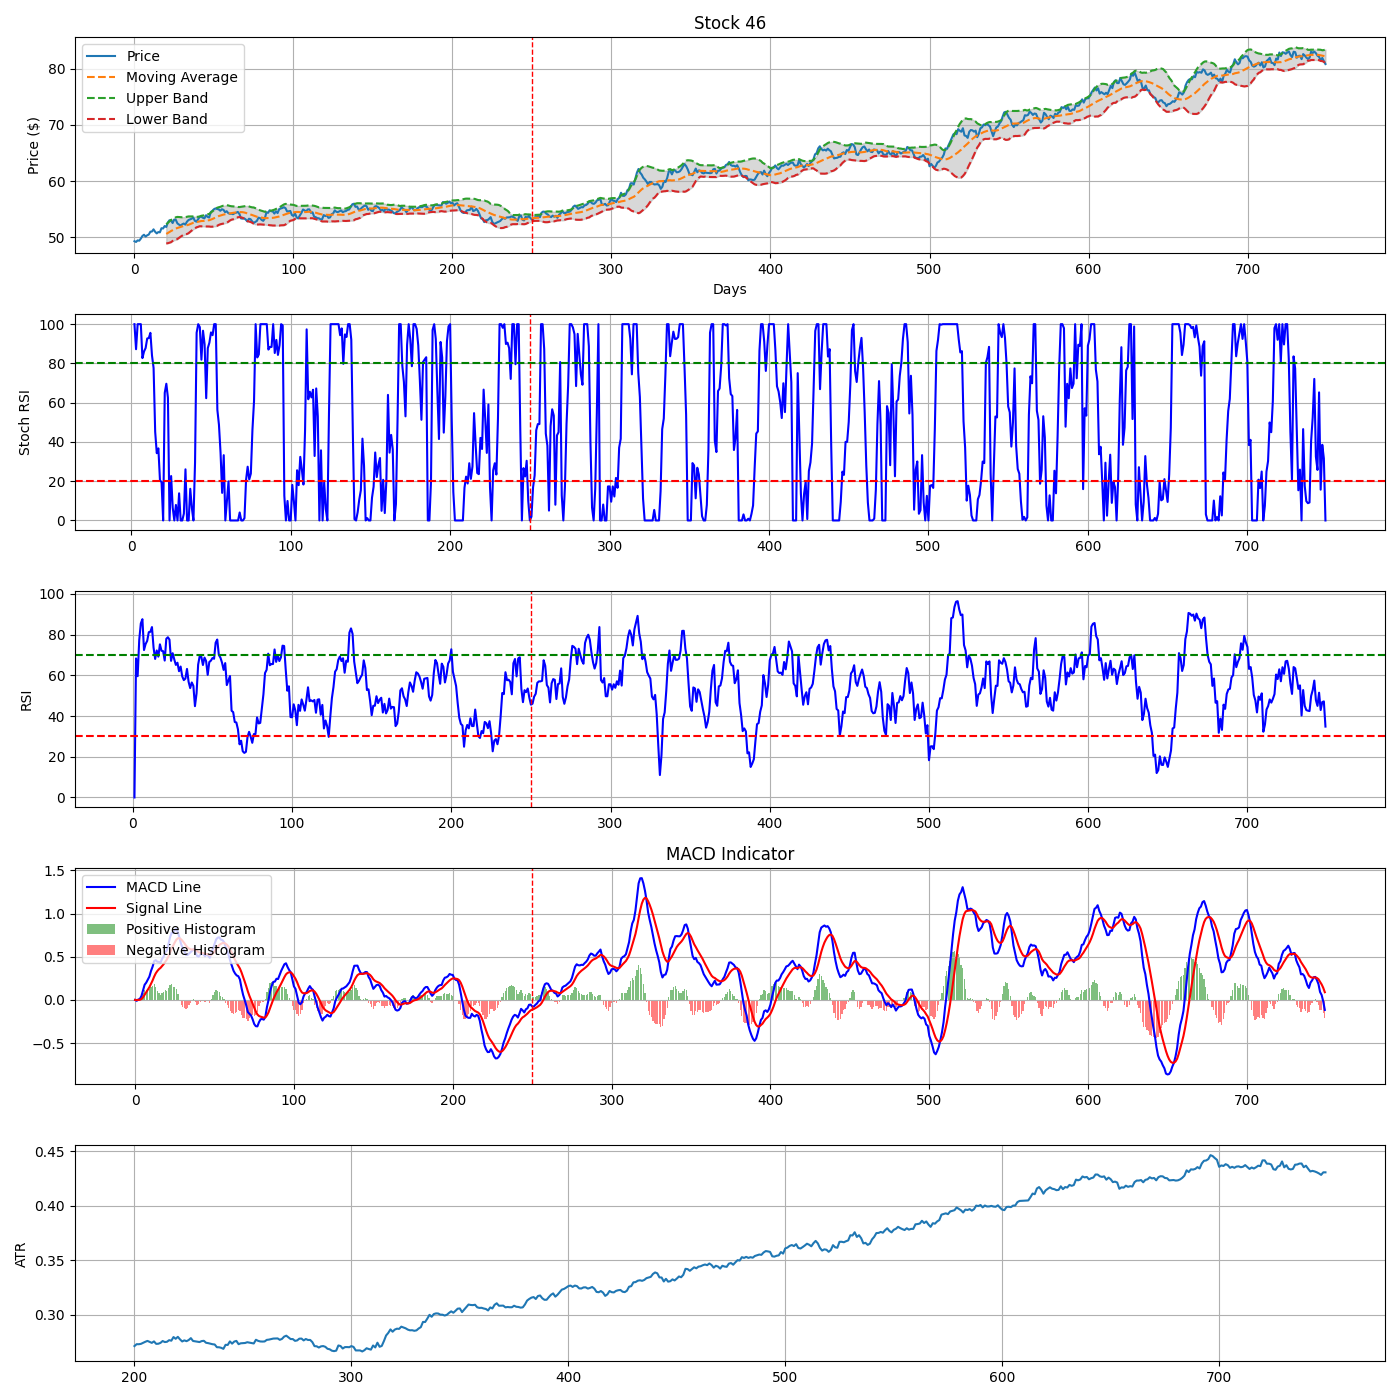 Stock 46
Price
Moving Average
Upper Band
Lower Band
Price ($)
80
70
60
50
0 100 200 300 400 500 600 700
Days
Stoch RSI
100
80
60
40
20
0
0 100 200 300 400 500 600 700
RSI
100
80
60
40
20
0
0 100 200 300 400 500 600 700
MACD Indicator
MACD Line
Signal Line
Positive Histogram
Negative Histogram
1.5
1.0
0.5
0.0
−0.5
0 100 200 300 400 500 600 700
ATR
0.45
0.40
0.35
0.30
200 300 400 500 600 700